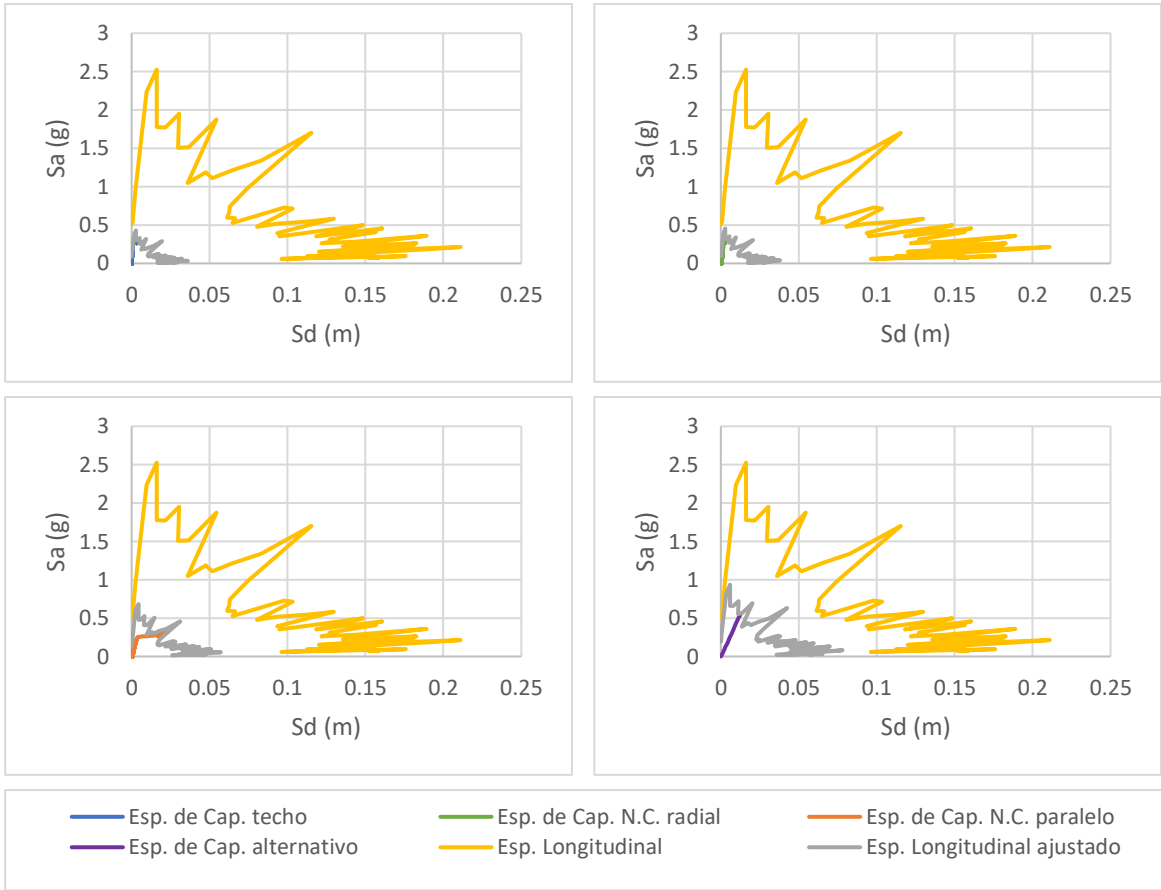 3
2.5
2
1.5
1
0.5
0
0 0.05 0.1 0.15 0.2 0.25
Sa (g)
Sd (m)
3
2.5
2
1.5
1
0.5
0
0 0.05 0.1 0.15 0.2 0.25
Sa (g)
Sd (m)
3
2.5
2
1.5
1
0.5
0
0 0.05 0.1 0.15 0.2 0.25
Sa (g)
Sd (m)
3
2.5
2
1.5
1
0.5
0
0 0.05 0.1 0.15 0.2 0.25
Sa (g)
Sd (m)
Esp. de Cap. techo Esp. de Cap. N.C. radial Esp. de Cap. N.C. paralelo
Esp. de Cap. alternativo Esp. Longitudinal Esp. Longitudinal ajustado